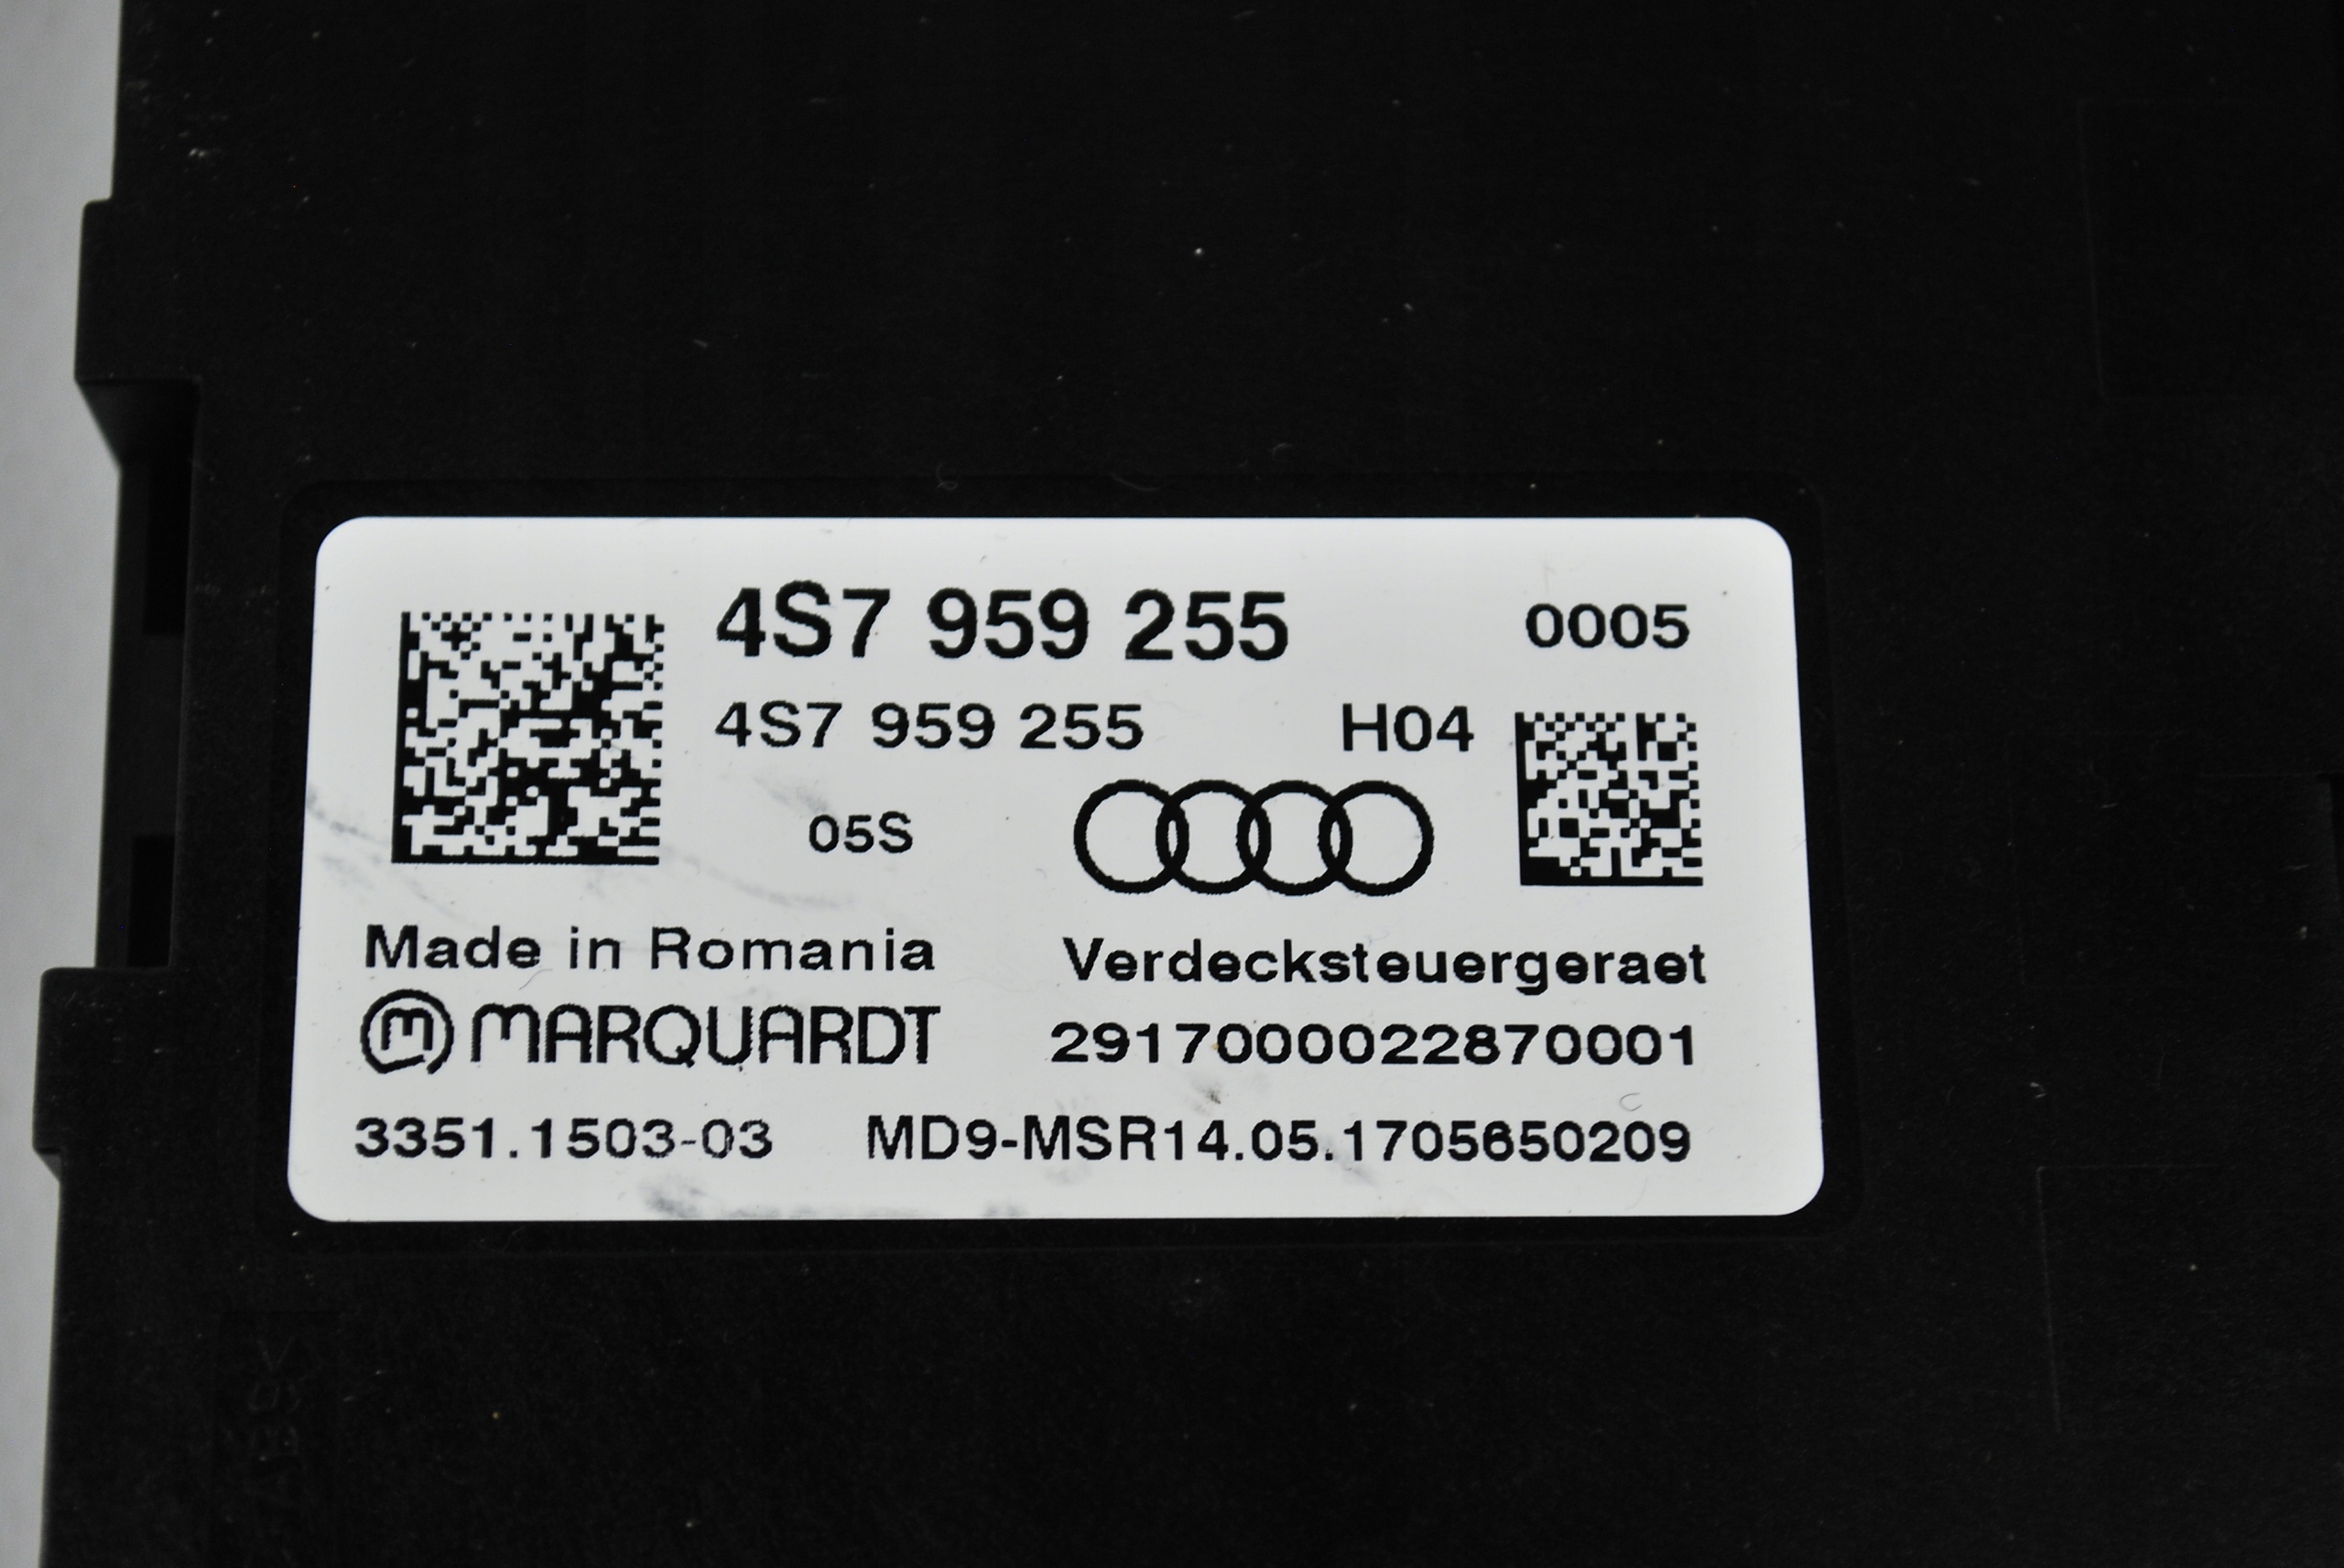 4S7 959 255 0005
4S7 959 255 H04
05S
Made in Romania Verdecksteuergeraet
MARQUARDT 2917000022870001
3351.1503-03 MD9-MSR14.05.1705650209